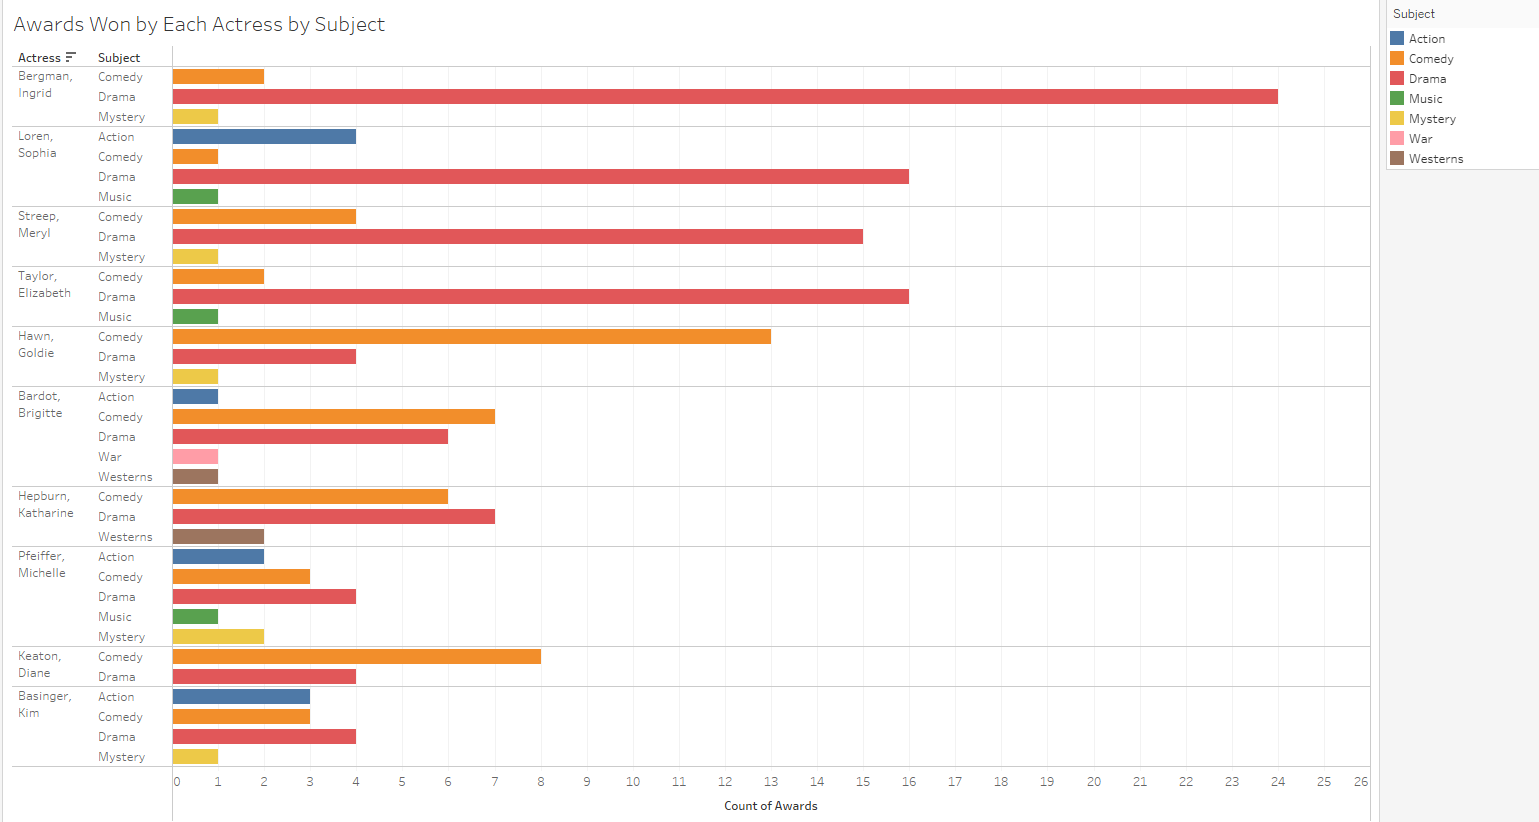 Awards Won by Each Actress by Subject
Actress Subject
Bergman, Ingrid
Comedy
Drama
Mystery
Loren, Sophia
Action
Comedy
Drama
Music
Streep, Meryl
Comedy
Drama
Mystery
Taylor, Elizabeth
Comedy
Drama
Music
Hawn, Goldie
Comedy
Drama
Mystery
Bardot, Brigitte
Action
Comedy
Drama
War
Westerns
Hepburn, Katharine
Comedy
Drama
Westerns
Pfeiffer, Michelle
Action
Comedy
Drama
Music
Mystery
Keaton, Diane
Comedy
Drama
Basinger, Kim
Action
Comedy
Drama
Mystery
0 1 2 3 4 5 6 7 8 9 10 11 12 13 14 15 16 17 18 19 20 21 22 23 24 25 26
Count of Awards
Subject
Action
Comedy
Drama
Music
Mystery
War
Westerns